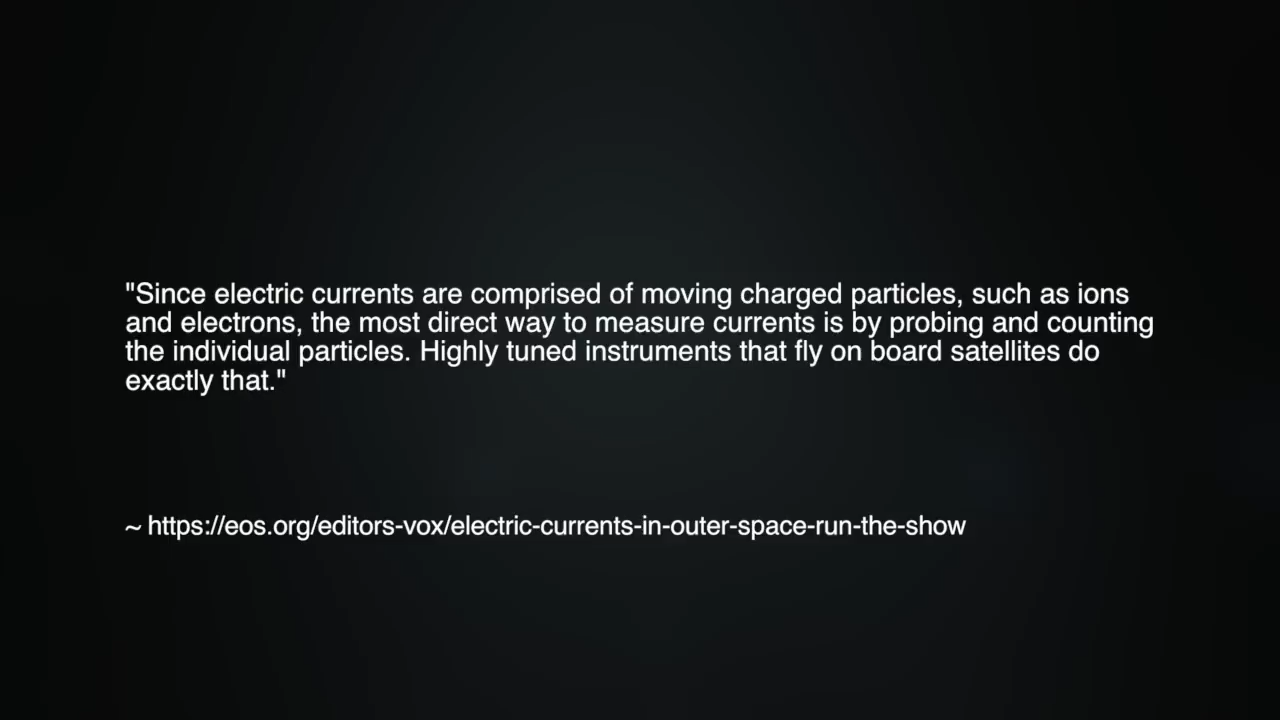 "Since electric currents are comprised of moving charged particles, such as ions
and electrons, the most direct way to measure currents is by probing and counting
the individual particles. Highly tuned instruments that fly on board satellites do
exactly that."
~ https://eos.org/editors-vox/electric-currents-in-outer-space-run-the-show